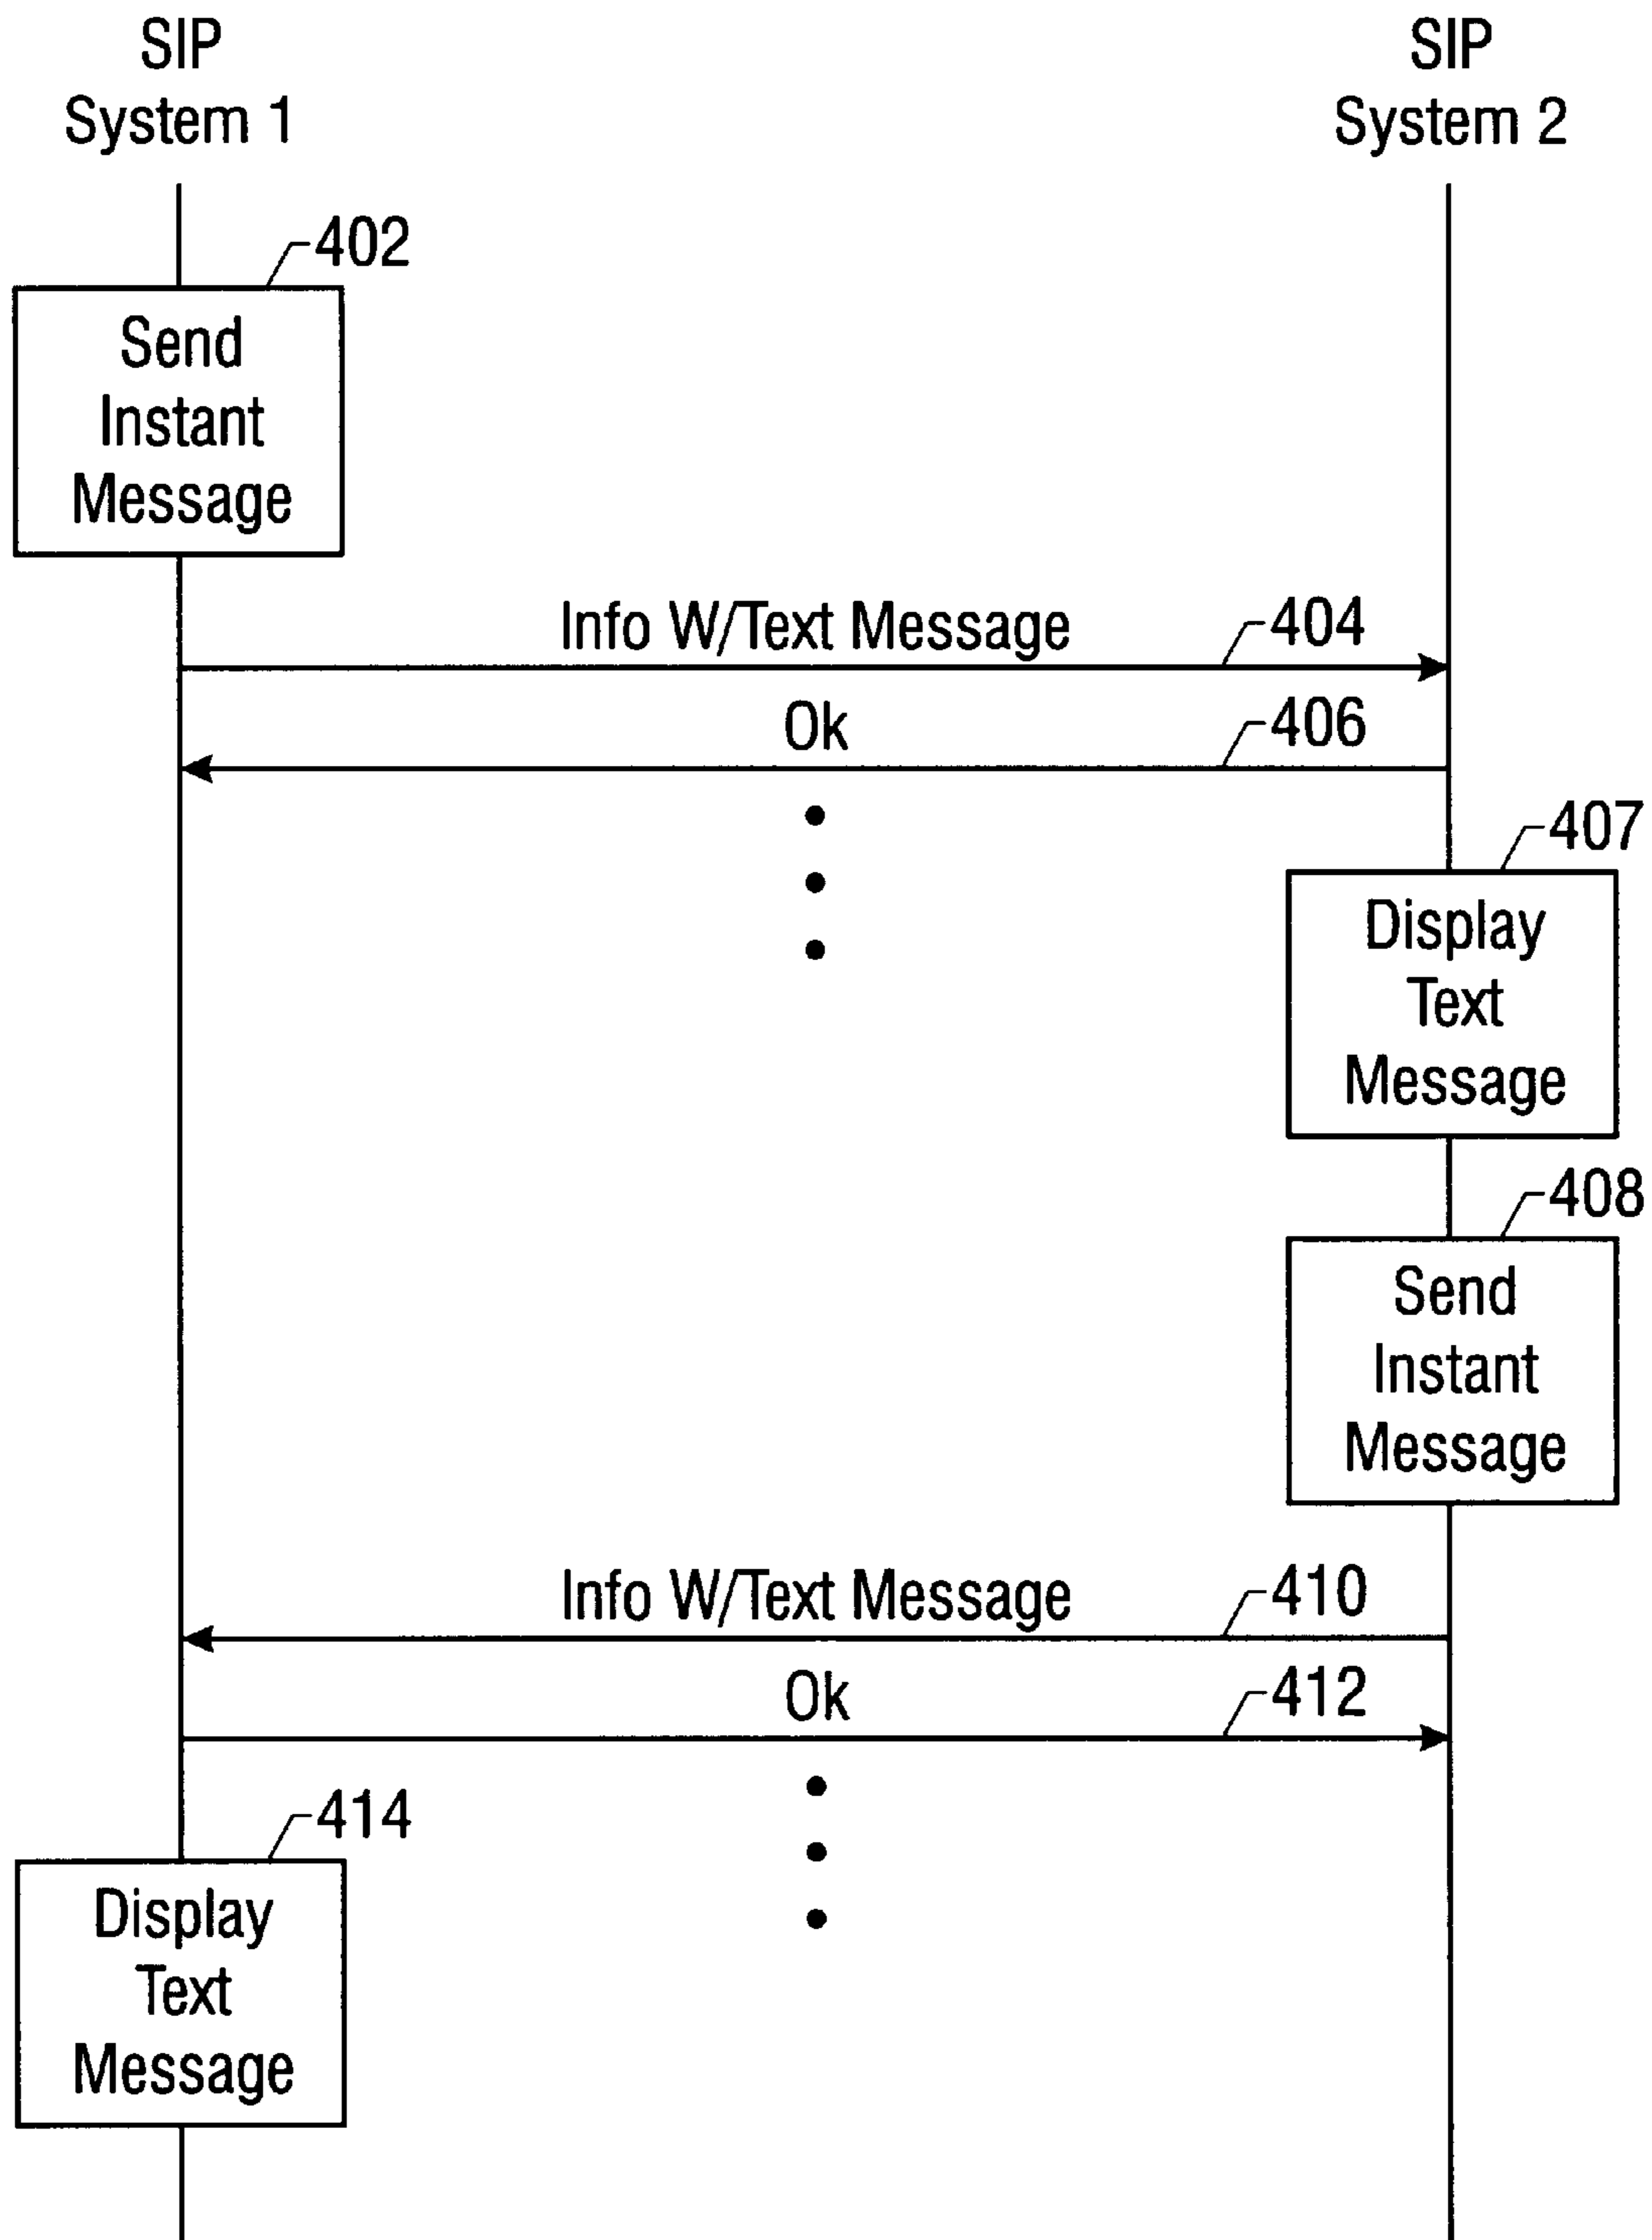 SIP
System 1
SIP
System 2
402
Send
Instant
Message
Info W/Text Message
404
Ok
406
407
Display
Text
Message
408
Send
Instant
Message
Info W/Text Message
410
Ok
412
414
Display
Text
Message